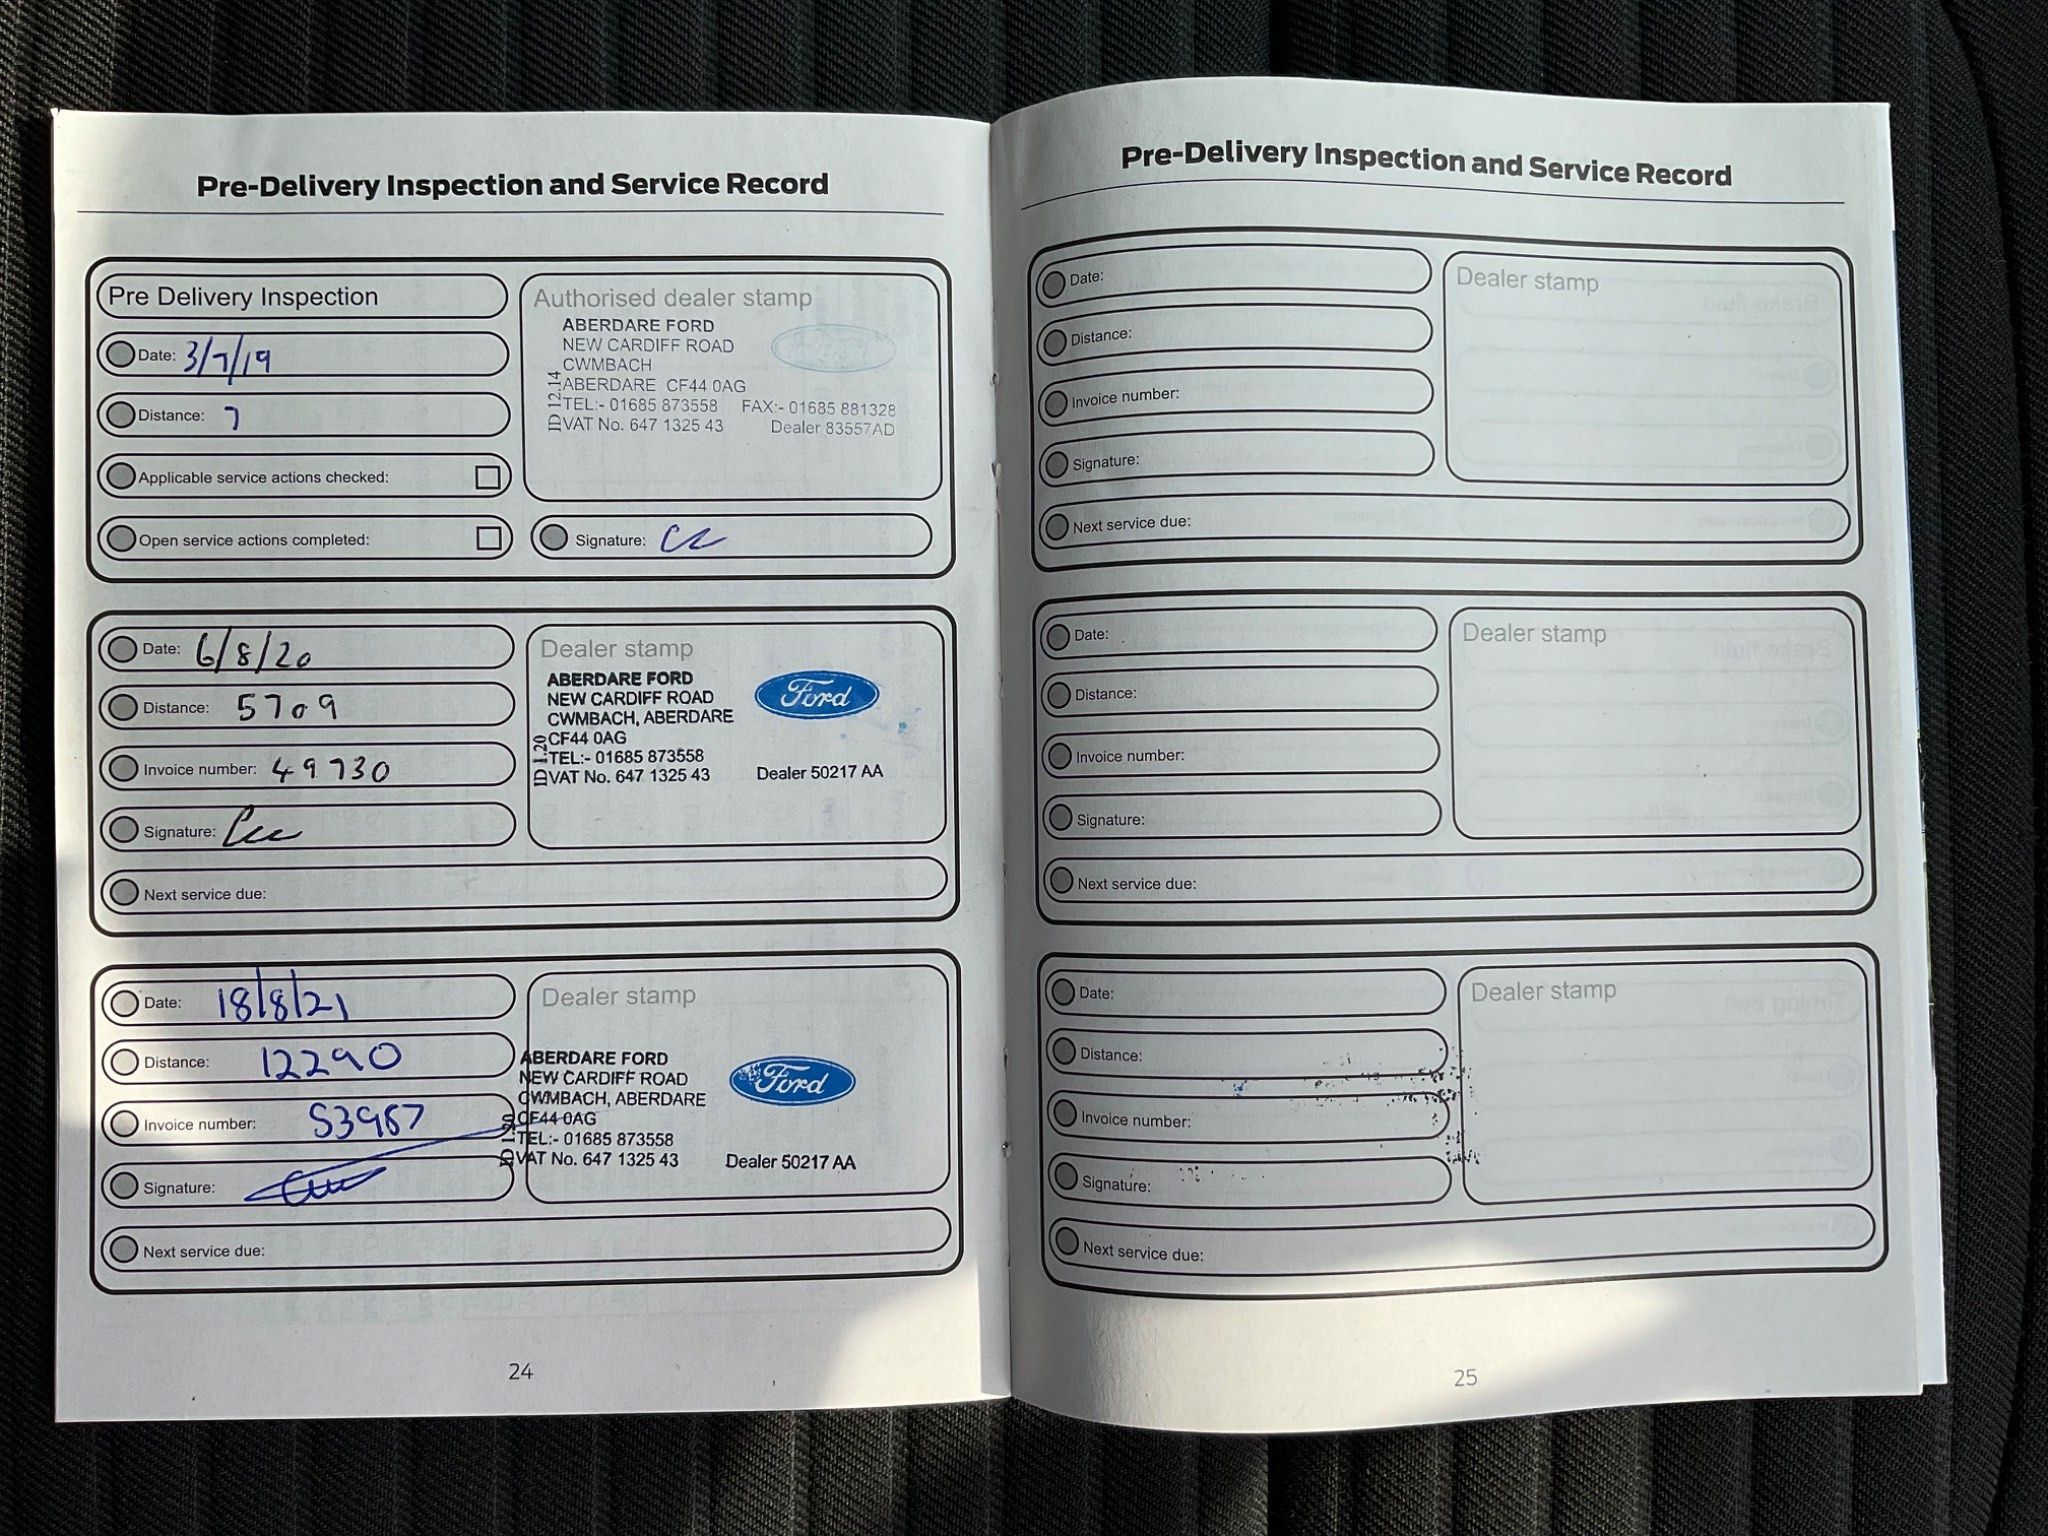 Pre-Delivery Inspection and Service Record
Pre Delivery Inspection
Date: 3/7/19
Distance: 7
Applicable service actions checked:
Open service actions completed:
Authorised dealer stamp
ABERDARE FORD
NEW CARDIFF ROAD
CWMBACH
ABERDARE CF44 0AG
TEL:- 01685 873558 FAX:- 01685 881328
VAT No. 647 1325 43 Dealer 83557AD
ID 12.14
Signature:
Date: 6/8/20
Distance: 5709
Invoice number: 49730
Signature:
Next service due:
Dealer stamp
ABERDARE FORD
NEW CARDIFF ROAD
CWMBACH, ABERDARE
CF44 0AG
TEL:- 01685 873558
VAT No. 647 1325 43 Dealer 50217 AA
ID 1.20
Ford
Date: 18/8/21
Distance: 12290
Invoice number: 53987
Signature:
Next service due:
Dealer stamp
ABERDARE FORD
NEW CARDIFF ROAD
CWMBACH, ABERDARE
CF44 0AG
TEL:- 01685 873558
VAT No. 647 1325 43 Dealer 50217 AA
Ford
24
Pre-Delivery Inspection and Service Record
Date:
Distance:
Invoice number:
Signature:
Next service due:
Dealer stamp
Date:
Distance:
Invoice number:
Signature:
Next service due:
Dealer stamp
Date:
Distance:
Invoice number:
Signature:
Next service due:
Dealer stamp
25